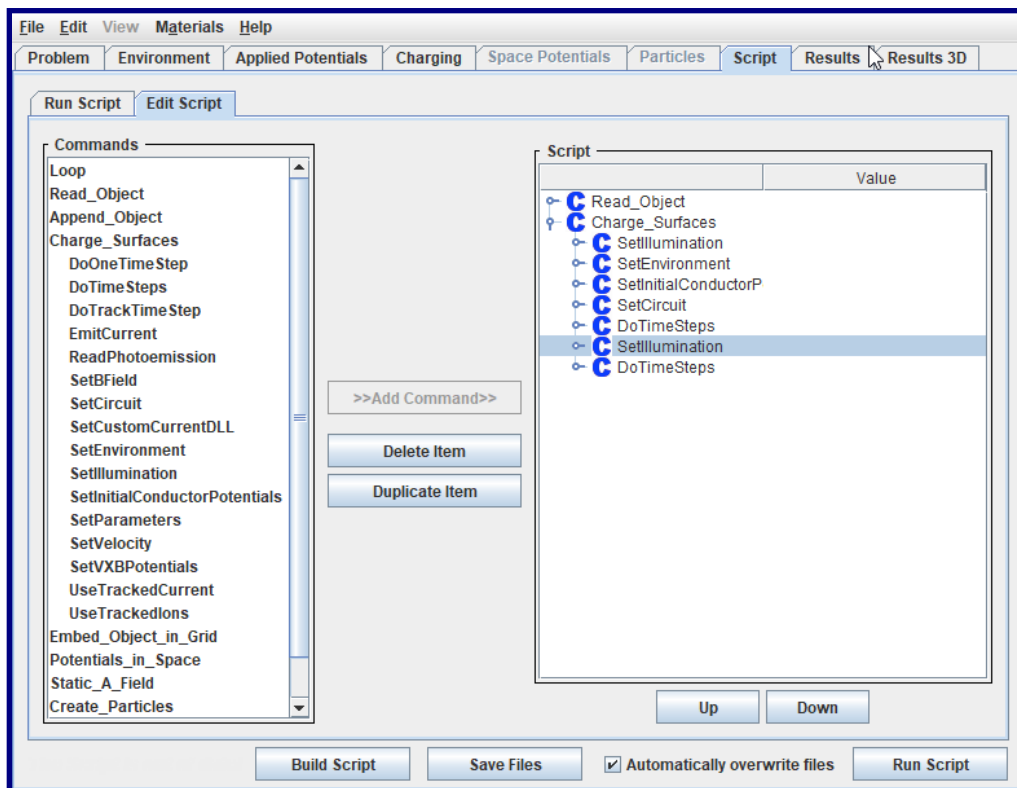 File Edit View Materials Help
Problem Environment Applied Potentials Charging Space Potentials Particles Script Results Results 3D
Run Script Edit Script
Commands
Loop
Read_Object
Append_Object
Charge_Surfaces
DoOneTimeStep
DoTimeSteps
DoTrackTimeStep
EmitCurrent
ReadPhotoemission
SetBField
SetCircuit
SetCustomCurrentDLL
SetEnvironment
SetIllumination
SetInitialConductorPotentials
SetParameters
SetVelocity
SetVXBPotentials
UseTrackedCurrent
UseTrackedIons
Embed_Object_in_Grid
Potentials_in_Space
Static_A_Field
Create_Particles
>>Add Command>>
Delete Item
Duplicate Item
Script
Value
C Read_Object
C Charge_Surfaces
C SetIllumination
C SetEnvironment
C SetInitialConductorP
C SetCircuit
C DoTimeSteps
C SetIllumination
C DoTimeSteps
Up Down
Build Script Save Files Automatically overwrite files Run Script